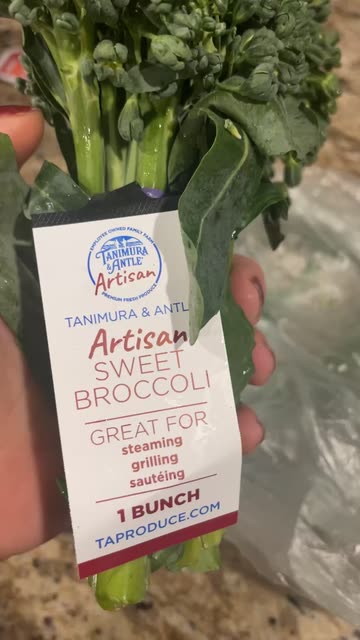 EMPLOYEE OWNED FAMILY FARM
TANIMURA
& ANTLE
Artisan
PREMIUM FRESH PRODUCE
TANIMURA & ANTL
Artisan
SWEET
BROCCOLI
GREAT FOR
steaming
grilling
sautéing
1 BUNCH
TAPRODUCE.COM